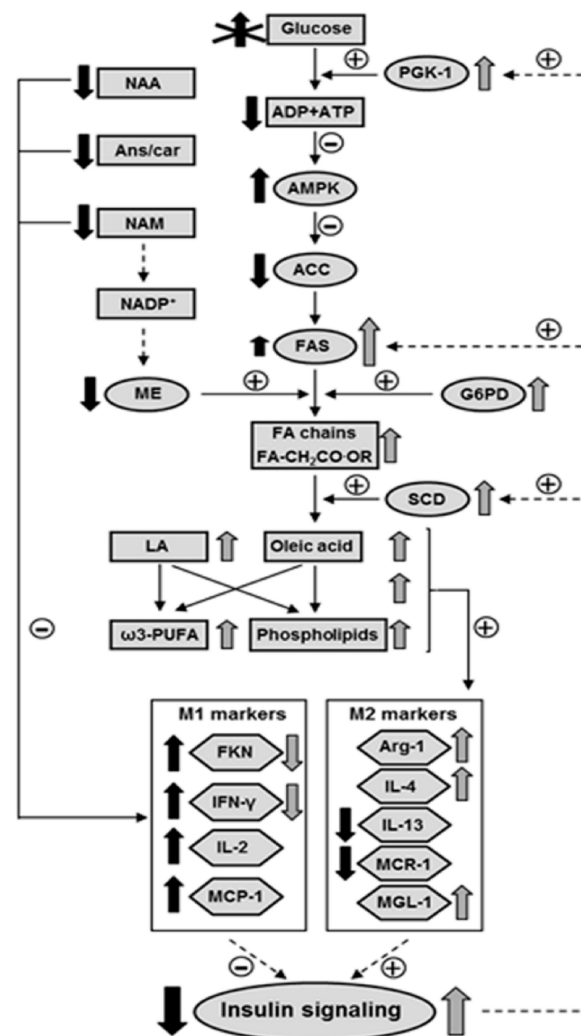 Glucose
+
PGK-1
+
NAA
ADP+ATP
−
Ans/car
AMPK
NAM
−
ACC
NADP⁺
FAS
+
ME
+
+
G6PD
FA chains
FA-CH₂CO·OR
+
SCD
+
LA
Oleic acid
−
ω3-PUFA
Phospholipids
+
M1 markers
M2 markers
FKN
Arg-1
IFN-γ
IL-4
IL-2
IL-13
MCP-1
MCR-1
MGL-1
−
+
Insulin signaling